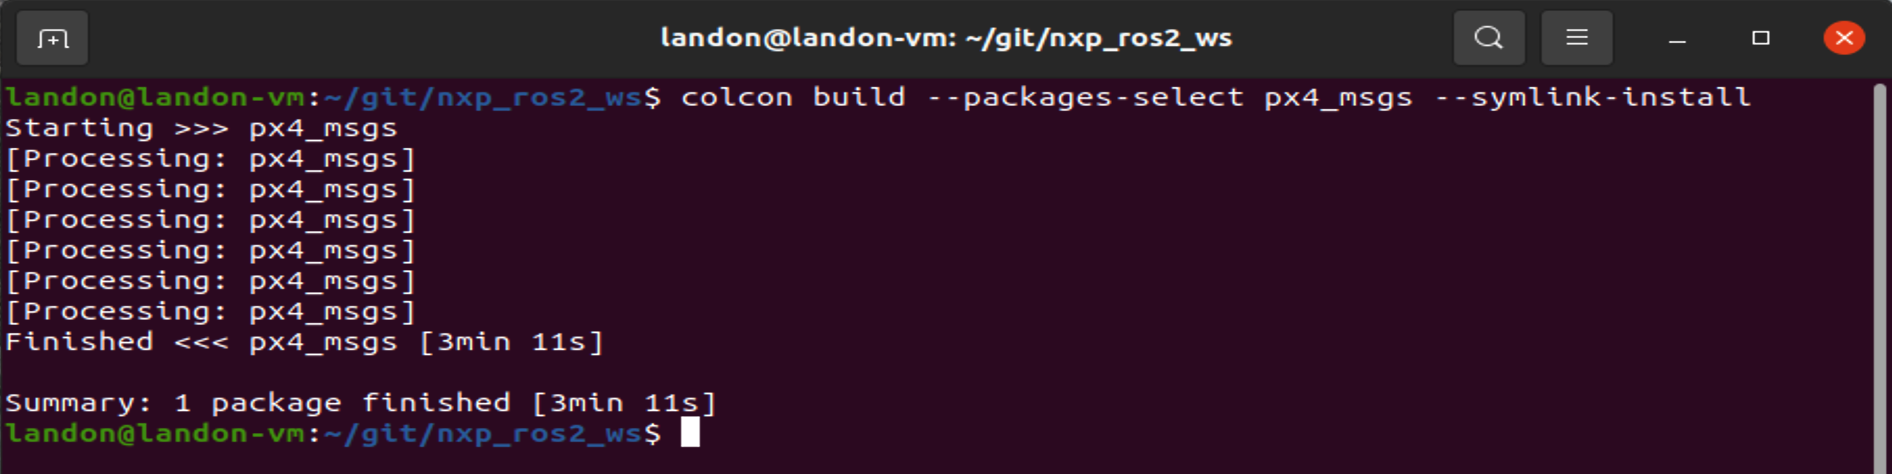 landon@landon-vm: ~/git/nxp_ros2_ws
landon@landon-vm:~/git/nxp_ros2_ws$ colcon build --packages-select px4_msgs --symlink-install
Starting >>> px4_msgs
[Processing: px4_msgs]
[Processing: px4_msgs]
[Processing: px4_msgs]
[Processing: px4_msgs]
[Processing: px4_msgs]
[Processing: px4_msgs]
Finished <<< px4_msgs [3min 11s]

Summary: 1 package finished [3min 11s]
landon@landon-vm:~/git/nxp_ros2_ws$